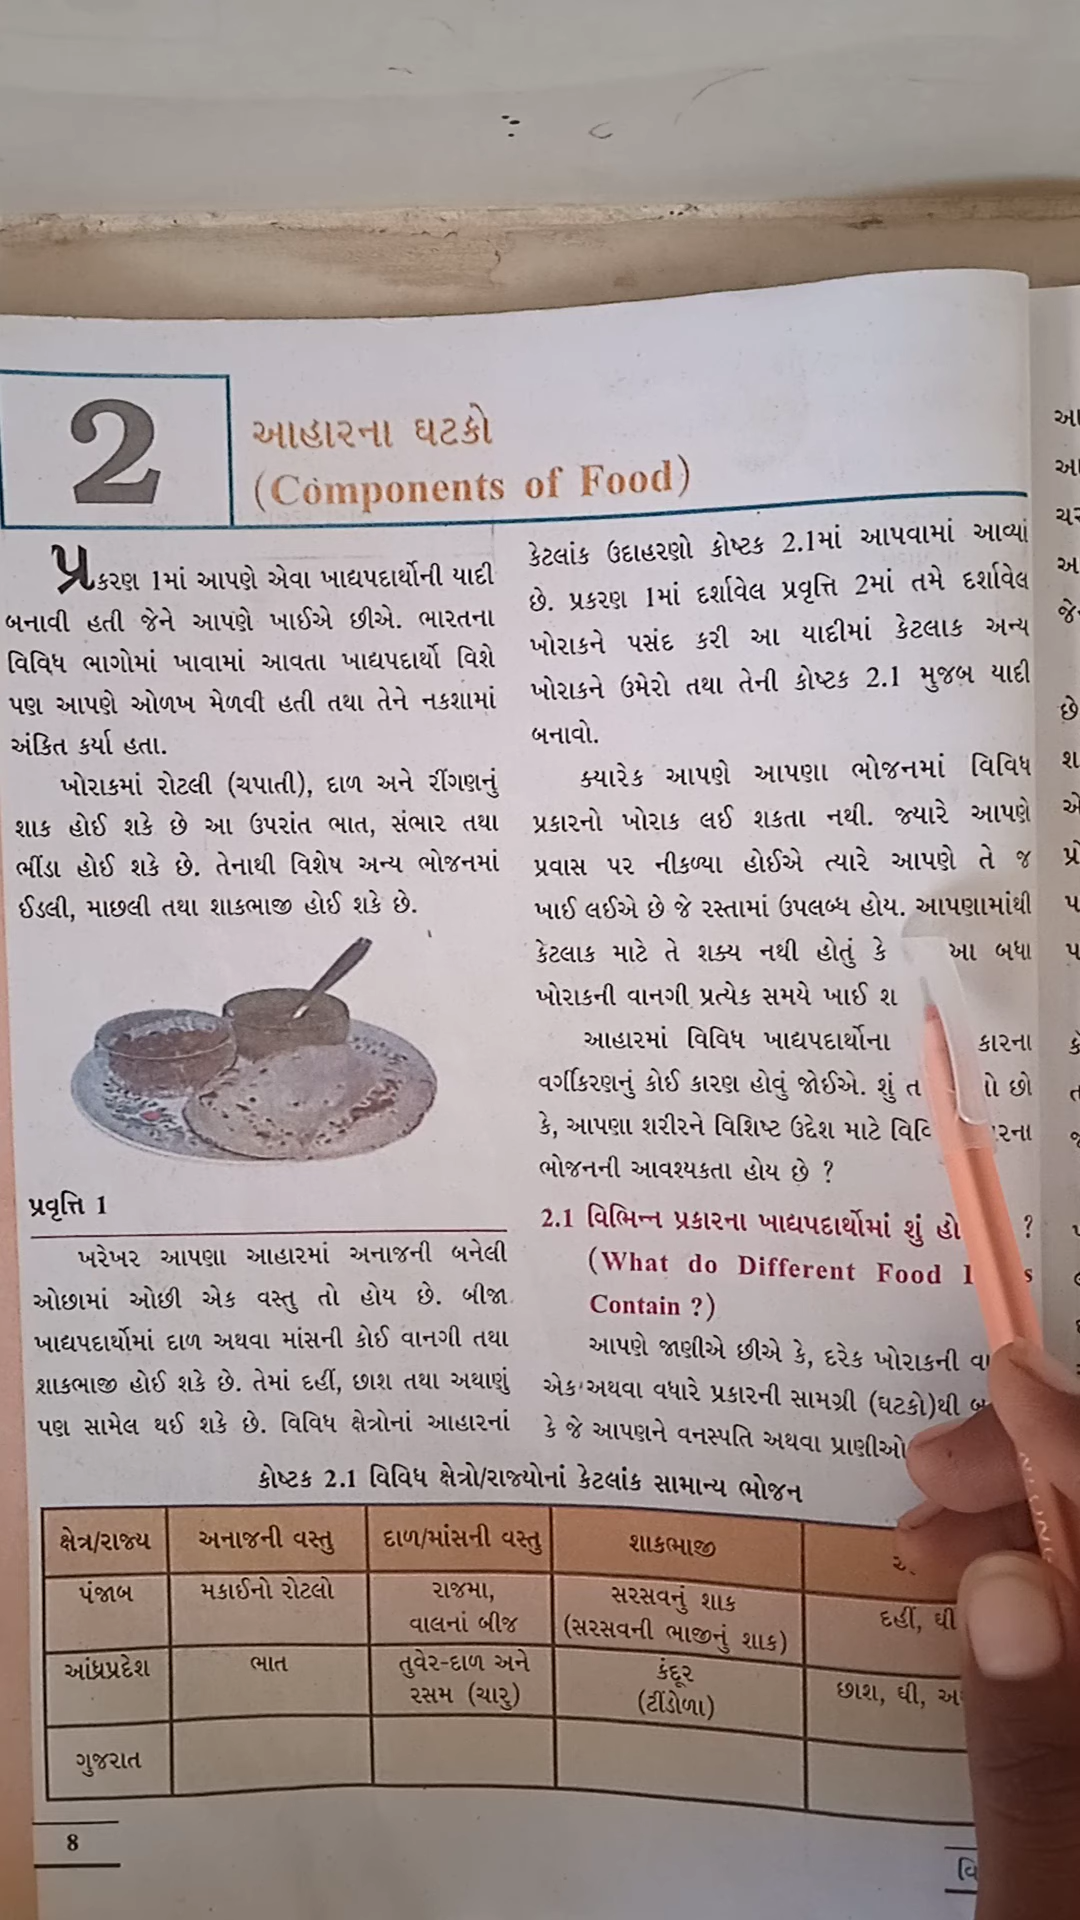 2
આહારના ઘટકો
(Components of Food)
પ્રકરણ 1માં આપણે એવા ખાદ્યપદાર્થોની યાદી
બનાવી હતી જેને આપણે ખાઈએ છીએ. ભારતના
વિવિધ ભાગોમાં ખાવામાં આવતા ખાદ્યપદાર્થો વિશે
પણ આપણે ઓળખ મેળવી હતી તથા તેને નકશામાં
અંકિત કર્યા હતા.
ખોરાકમાં રોટલી (ચપાતી), દાળ અને રીંગણનું
શાક હોઈ શકે છે આ ઉપરાંત ભાત, સંભાર તથા
ભીંડા હોઈ શકે છે. તેનાથી વિશેષ અન્ય ભોજનમાં
ઈડલી, માછલી તથા શાકભાજી હોઈ શકે છે.
પ્રવૃત્તિ 1
ખરેખર આપણા આહારમાં અનાજની બનેલી
ઓછામાં ઓછી એક વસ્તુ તો હોય છે. બીજા
ખાદ્યપદાર્થોમાં દાળ અથવા માંસની કોઈ વાનગી તથા
શાકભાજી હોઈ શકે છે. તેમાં દહીં, છાશ તથા અથાણું
પણ સામેલ થઈ શકે છે. વિવિધ ક્ષેત્રોનાં આહારનાં
કેટલાંક ઉદાહરણો કોષ્ટક 2.1માં આપવામાં આવ્યાં
છે. પ્રકરણ 1માં દર્શાવેલ પ્રવૃત્તિ 2માં તમે દર્શાવેલ
ખોરાકને પસંદ કરી આ યાદીમાં કેટલાક અન્ય
ખોરાકને ઉમેરો તથા તેની કોષ્ટક 2.1 મુજબ યાદી
બનાવો.
ક્યારેક આપણે આપણા ભોજનમાં વિવિધ
પ્રકારનો ખોરાક લઈ શકતા નથી. જ્યારે આપણે
પ્રવાસ પર નીકળ્યા હોઈએ ત્યારે આપણે તે જ
ખાઈ લઈએ છે જે રસ્તામાં ઉપલબ્ધ હોય. આપણામાંથી
કેટલાક માટે તે શક્ય નથી હોતું કે આ બધા
ખોરાકની વાનગી પ્રત્યેક સમયે ખાઈ
આહારમાં વિવિધ ખાદ્યપદાર્થોના
વર્ગીકરણનું કોઈ કારણ હોવું જોઈએ. શું છો
કે, આપણા શરીરને વિશિષ્ટ ઉદ્દેશ માટે
ભોજનની આવશ્યકતા હોય છે ?
2.1 વિભિન્ન પ્રકારના ખાદ્યપદાર્થોમાં શું ?
(What do Different Food
Contain ?)
આપણે જાણીએ છીએ કે, દરેક ખોરાકની
એક અથવા વધારે પ્રકારની સામગ્રી (ઘટકો)થી
કે જે આપણને વનસ્પતિ અથવા પ્રાણીઓ
કોષ્ટક 2.1 વિવિધ ક્ષેત્રો/રાજ્યોનાં કેટલાંક સામાન્ય ભોજન
ક્ષેત્ર/રાજ્ય અનાજની વસ્તુ દાળ/માંસની વસ્તુ શાકભાજી
પંજાબ મકાઈનો રોટલો રાજમા, સરસવનું શાક દહીં, ઘી
વાલનાં બીજ (સરસવની ભાજીનું શાક)
આંધ્રપ્રદેશ ભાત તુવેર-દાળ અને કંદૂર છાશ, ઘી,
રસમ (ચારુ) (ટીંડોળા)
ગુજરાત
8